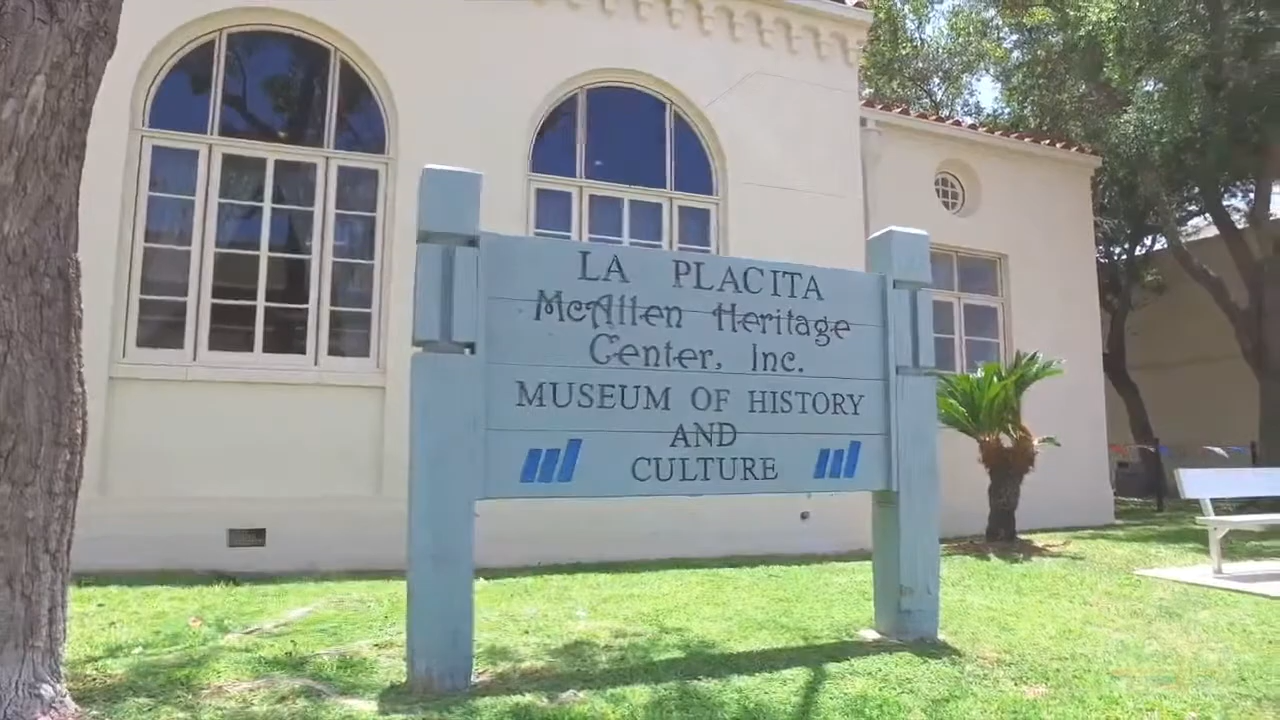 LA PLACITA
McAllen Heritage
Center, Inc.
MUSEUM OF HISTORY
AND
CULTURE